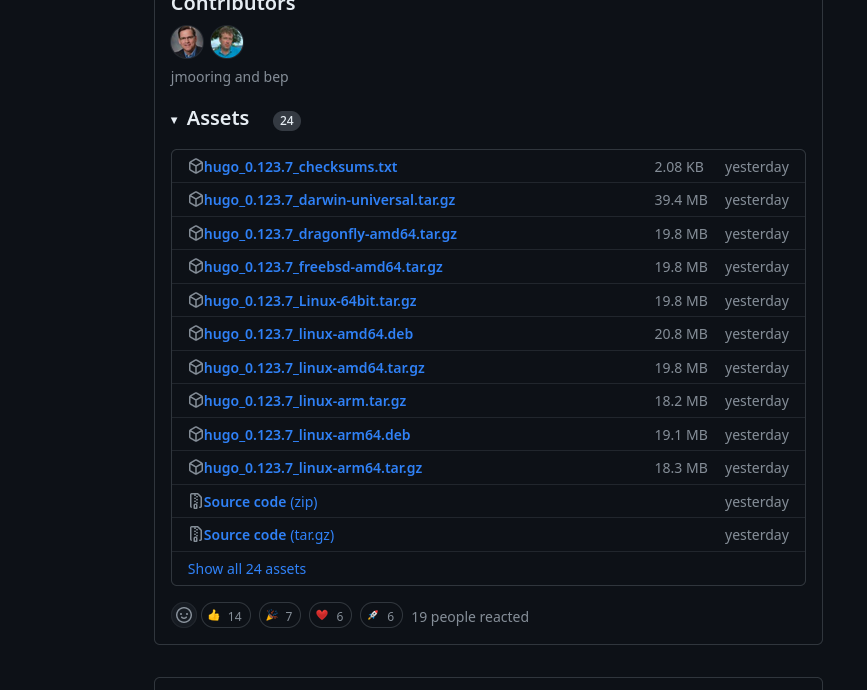 Contributors
jmooring and bep
Assets 24
hugo_0.123.7_checksums.txt 2.08 KB yesterday
hugo_0.123.7_darwin-universal.tar.gz 39.4 MB yesterday
hugo_0.123.7_dragonfly-amd64.tar.gz 19.8 MB yesterday
hugo_0.123.7_freebsd-amd64.tar.gz 19.8 MB yesterday
hugo_0.123.7_Linux-64bit.tar.gz 19.8 MB yesterday
hugo_0.123.7_linux-amd64.deb 20.8 MB yesterday
hugo_0.123.7_linux-amd64.tar.gz 19.8 MB yesterday
hugo_0.123.7_linux-arm.tar.gz 18.2 MB yesterday
hugo_0.123.7_linux-arm64.deb 19.1 MB yesterday
hugo_0.123.7_linux-arm64.tar.gz 18.3 MB yesterday
Source code (zip) yesterday
Source code (tar.gz) yesterday
Show all 24 assets
14 7 6 6 19 people reacted